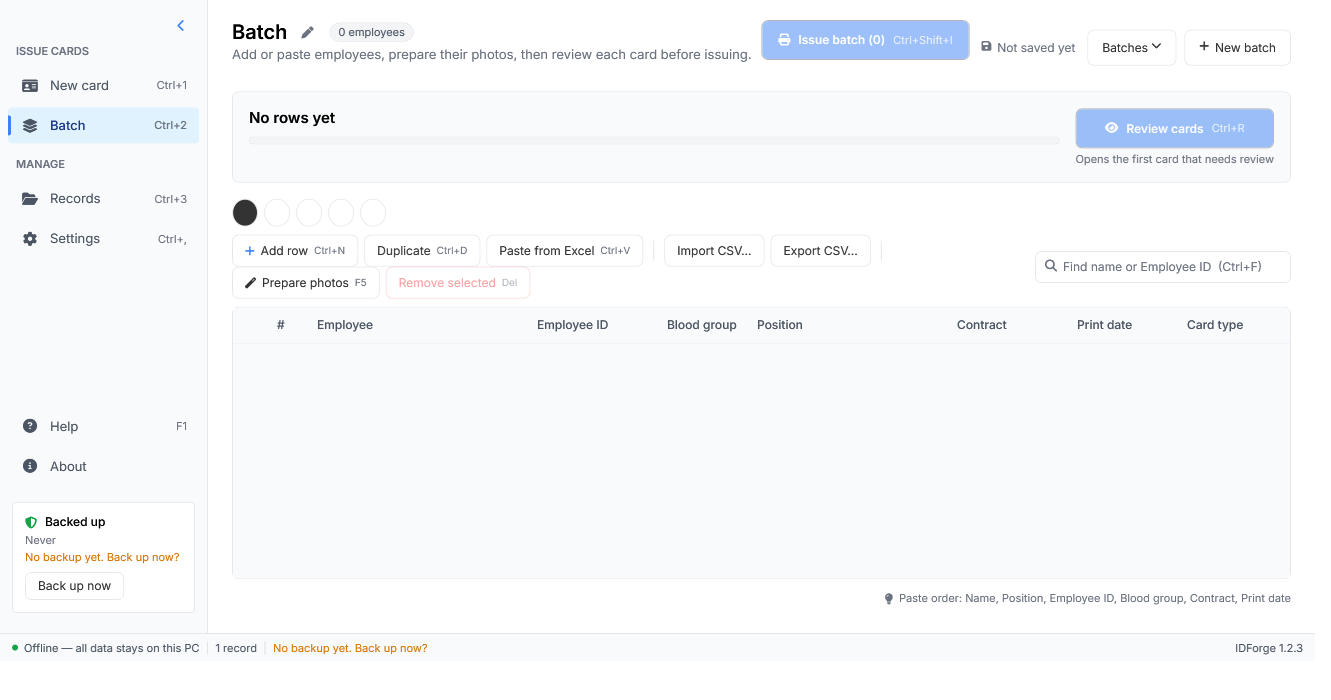 ISSUE CARDS
New card Ctrl+1
Batch Ctrl+2
MANAGE
Records Ctrl+3
Settings Ctrl+,
Help F1
About
Backed up
Never
No backup yet. Back up now?
Back up now
Batch 0 employees
Add or paste employees, prepare their photos, then review each card before issuing.
Issue batch (0) Ctrl+Shift+I
Not saved yet
Batches
+ New batch
No rows yet
Review cards Ctrl+R
Opens the first card that needs review
+ Add row Ctrl+N
Duplicate Ctrl+D
Paste from Excel Ctrl+V
Import CSV...
Export CSV...
Prepare photos F5
Remove selected Del
Find name or Employee ID (Ctrl+F)
# Employee Employee ID Blood group Position Contract Print date Card type
Paste order: Name, Position, Employee ID, Blood group, Contract, Print date
Offline — all data stays on this PC 1 record No backup yet. Back up now? IDForge 1.2.3